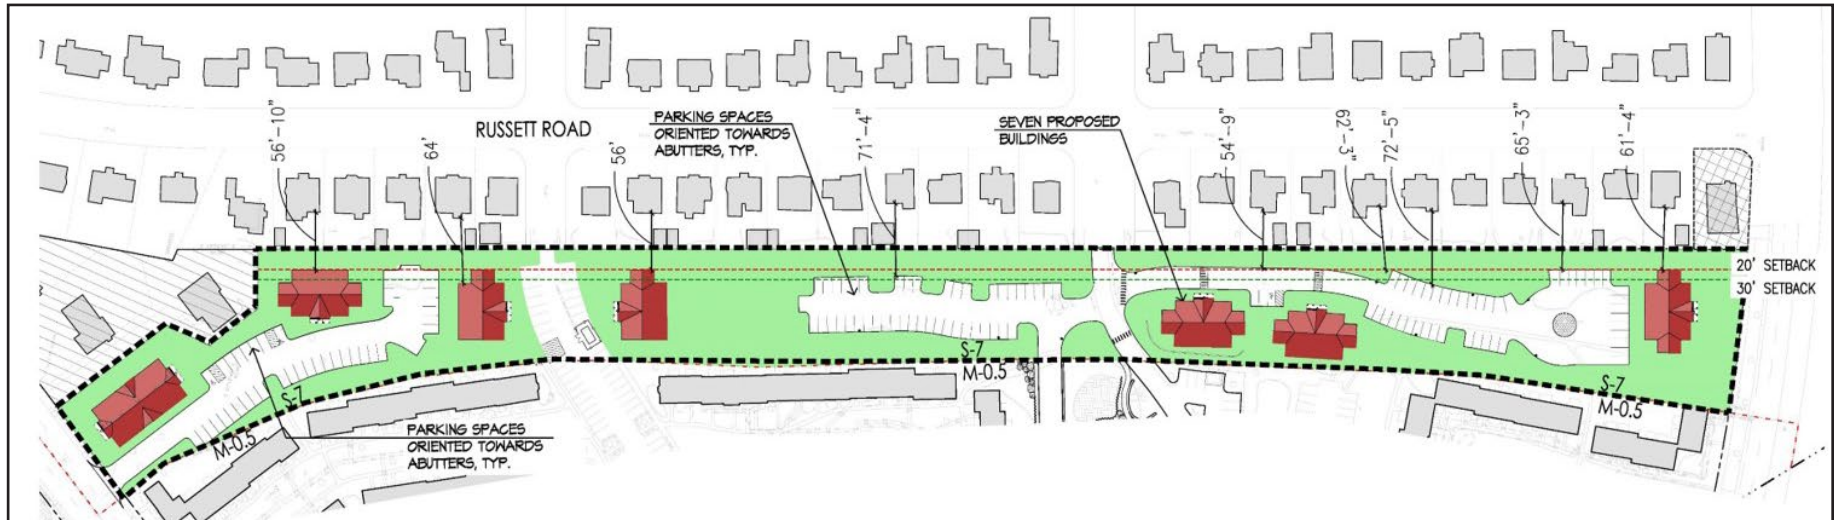 RUSSETT ROAD
56'-10"
64'
56'
PARKING SPACES
ORIENTED TOWARDS
ABUTTERS, TYP.
71'-4"
SEVEN PROPOSED
BUILDINGS
54'-9"
62'-3"
72'-5"
65'-3"
61'-4"
20' SETBACK
30' SETBACK
S-7
M-0.5
S-7
M-0.5
S-7
M-0.5
PARKING SPACES
ORIENTED TOWARDS
ABUTTERS, TYP.